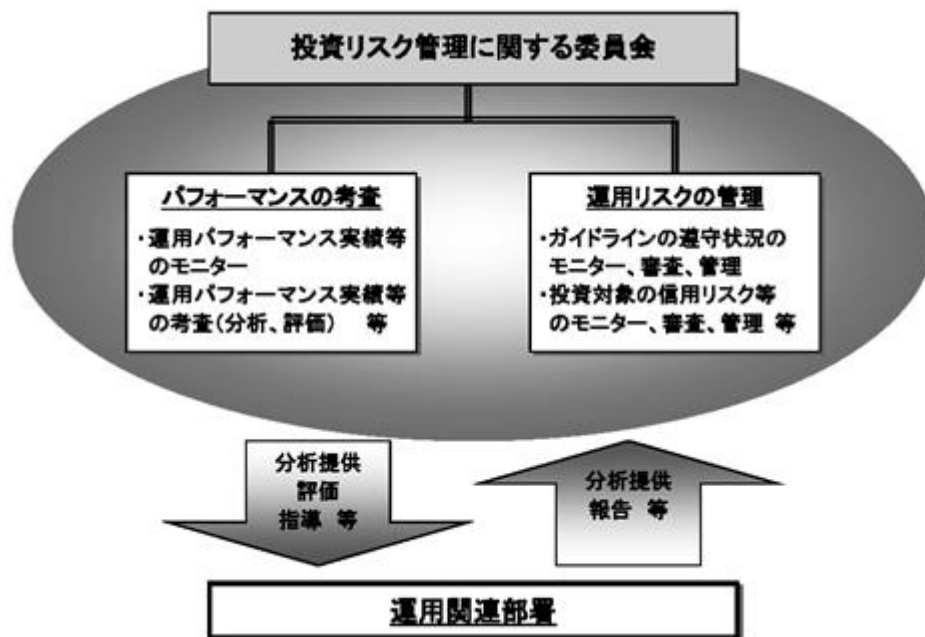 投資リスク管理に関する委員会
パフォーマンスの考査
・運用パフォーマンス実績等
のモニター
・運用パフォーマンス実績等
の考査(分析、評価)　等
運用リスクの管理
・ガイドラインの遵守状況の
モニター、審査、管理
・投資対象の信用リスク等
のモニター、審査、管理 等
分析提供
評価
指導 等
分析提供
報告 等
運用関連部署